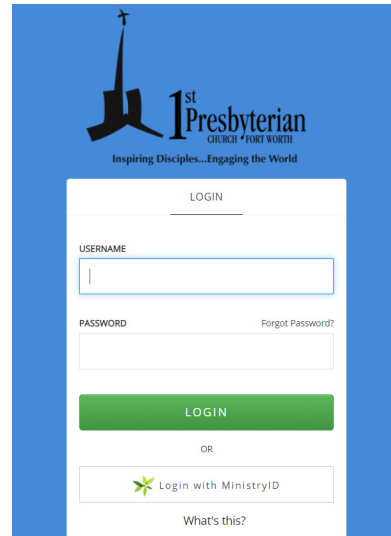 1st
Presbyterian
CHURCH FORT WORTH
Inspiring Disciples...Engaging the World
LOGIN
USERNAME
PASSWORD Forgot Password?
LOGIN
OR
Login with MinistryID
What's this?